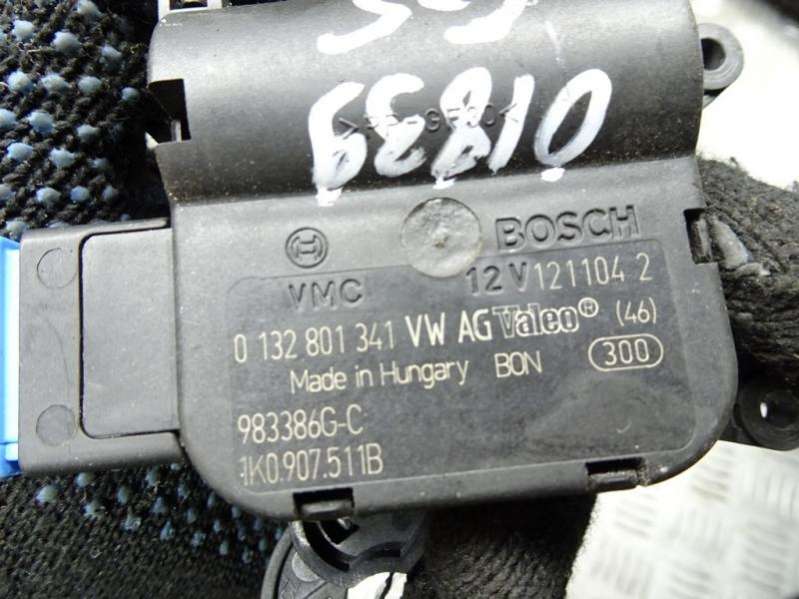 01839
BOSCH
VMC 12 V 121104 2
0 132 801 341 VW AG Valeo® (46)
Made in Hungary BON 300
983386G-C
1K0.907.511B